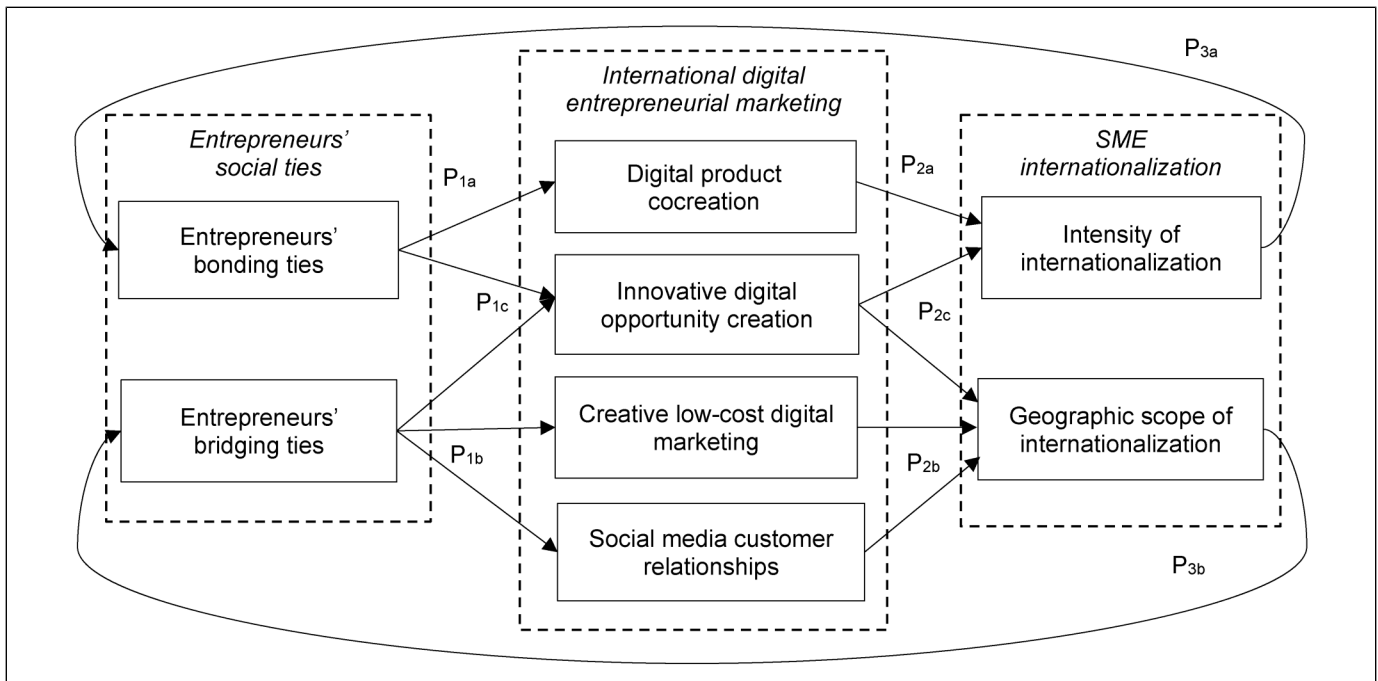 P3a
International digital
entrepreneurial marketing
Entrepreneurs’
social ties
SME
internationalization
P1a
Digital product
cocreation
P2a
Entrepreneurs’
bonding ties
Intensity of
internationalization
P1c
Innovative digital
opportunity creation
P2c
Entrepreneurs’
bridging ties
Creative low-cost digital
marketing
Geographic scope of
internationalization
P1b
P2b
Social media customer
relationships
P3b